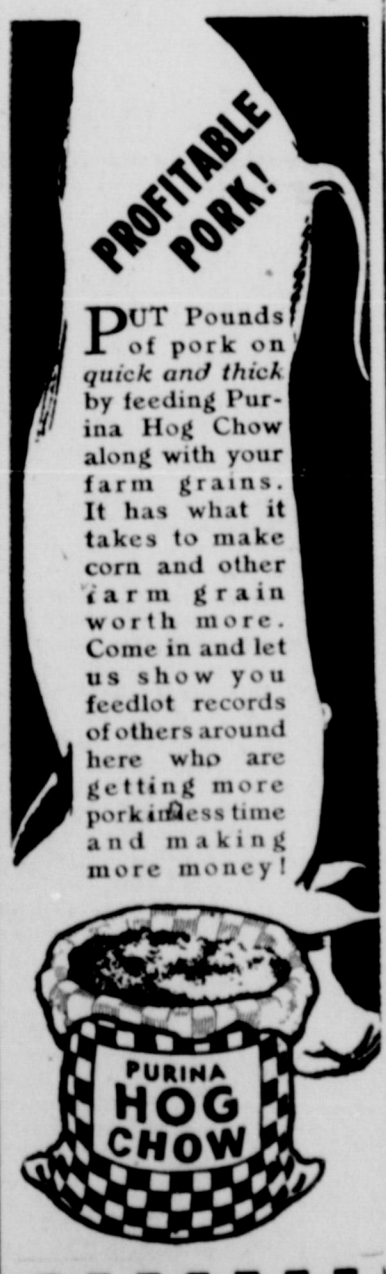 PROFITABLE
PORK!
PUT Pounds
of pork on
quick and thick
by feeding Pur-
ina Hog Chow
along with your
farm grains.
It has what it
takes to make
corn and other
farm grain
worth more.
Come in and let
us show you
feedlot records
of others around
here who are
getting more
pork in less time
and making
more money!
PURINA
HOG
CHOW